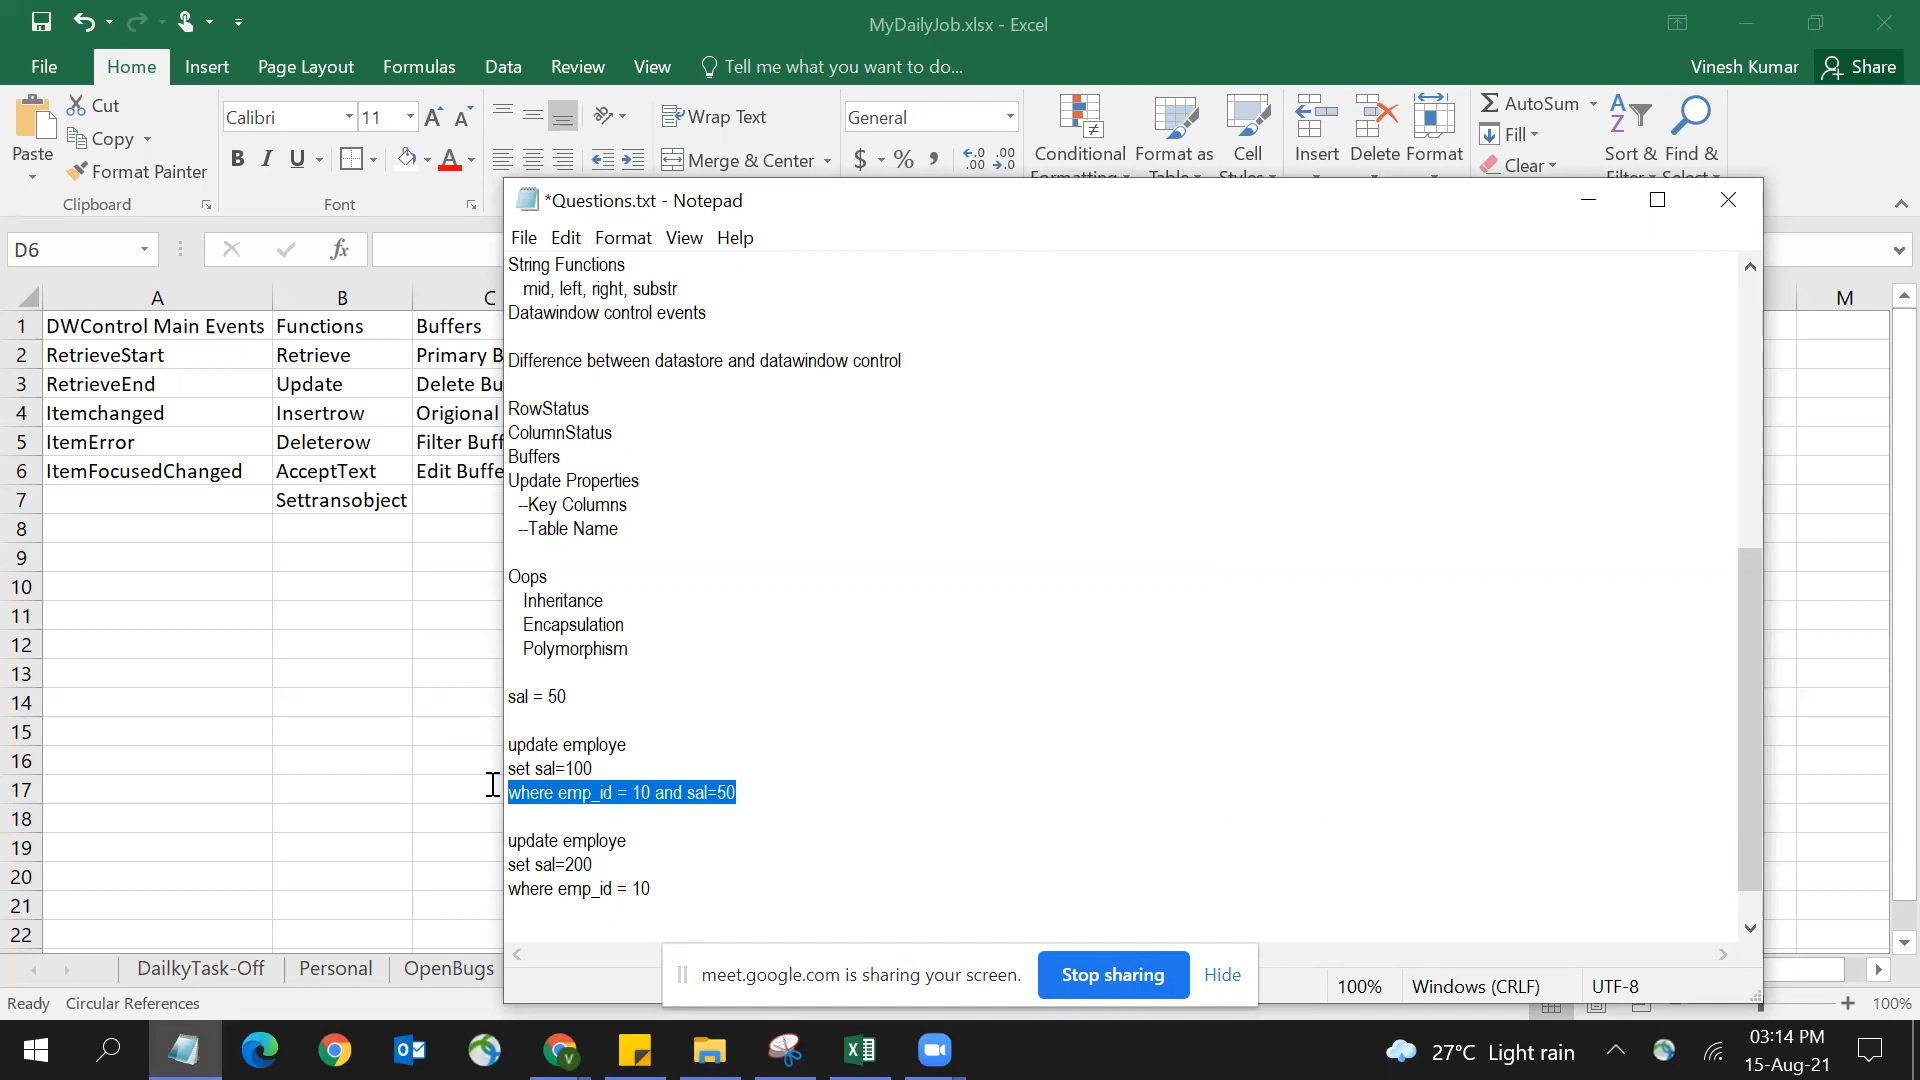 MyDailyJob.xlsx - Excel
File Home Insert Page Layout Formulas Data Review View Tell me what you want to do... Vinesh Kumar Share
Paste
Cut
Copy
Format Painter
Clipboard
Calibri 11
B I U
Font
Wrap Text
Merge & Center
General
$ % ,
Conditional Formatting
Format as Table
Cell Styles
Insert
Delete
Format
AutoSum
Fill
Clear
Sort & Filter
Find & Select
D6 fx
A B C M
1 DWControl Main Events Functions Buffers
2 RetrieveStart Retrieve Primary B
3 RetrieveEnd Update Delete Bu
4 Itemchanged Insertrow Origional
5 ItemError Deleterow Filter Buff
6 ItemFocusedChanged AcceptText Edit Buffe
7 Settransobject
8
9
10
11
12
13
14
15
16
17
18
19
20
21
22
DailkyTask-Off Personal OpenBugs
Ready Circular References
100%
*Questions.txt - Notepad
File Edit Format View Help
String Functions
mid, left, right, substr
Datawindow control events
Difference between datastore and datawindow control
RowStatus
ColumnStatus
Buffers
Update Properties
--Key Columns
--Table Name
Oops
Inheritance
Encapsulation
Polymorphism
sal = 50
update employe
set sal=100
where emp_id = 10 and sal=50
update employe
set sal=200
where emp_id = 10
meet.google.com is sharing your screen. Stop sharing Hide
100% Windows (CRLF) UTF-8
27°C Light rain
03:14 PM
15-Aug-21